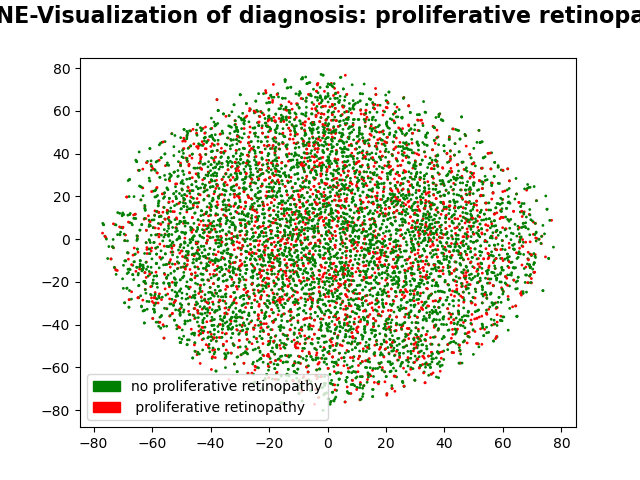 NE-Visualization of diagnosis: proliferative retinopa
80
60
40
20
0
−20
−40
−60
−80
no proliferative retinopathy
proliferative retinopathy
−80 −60 −40 −20 0 20 40 60 80